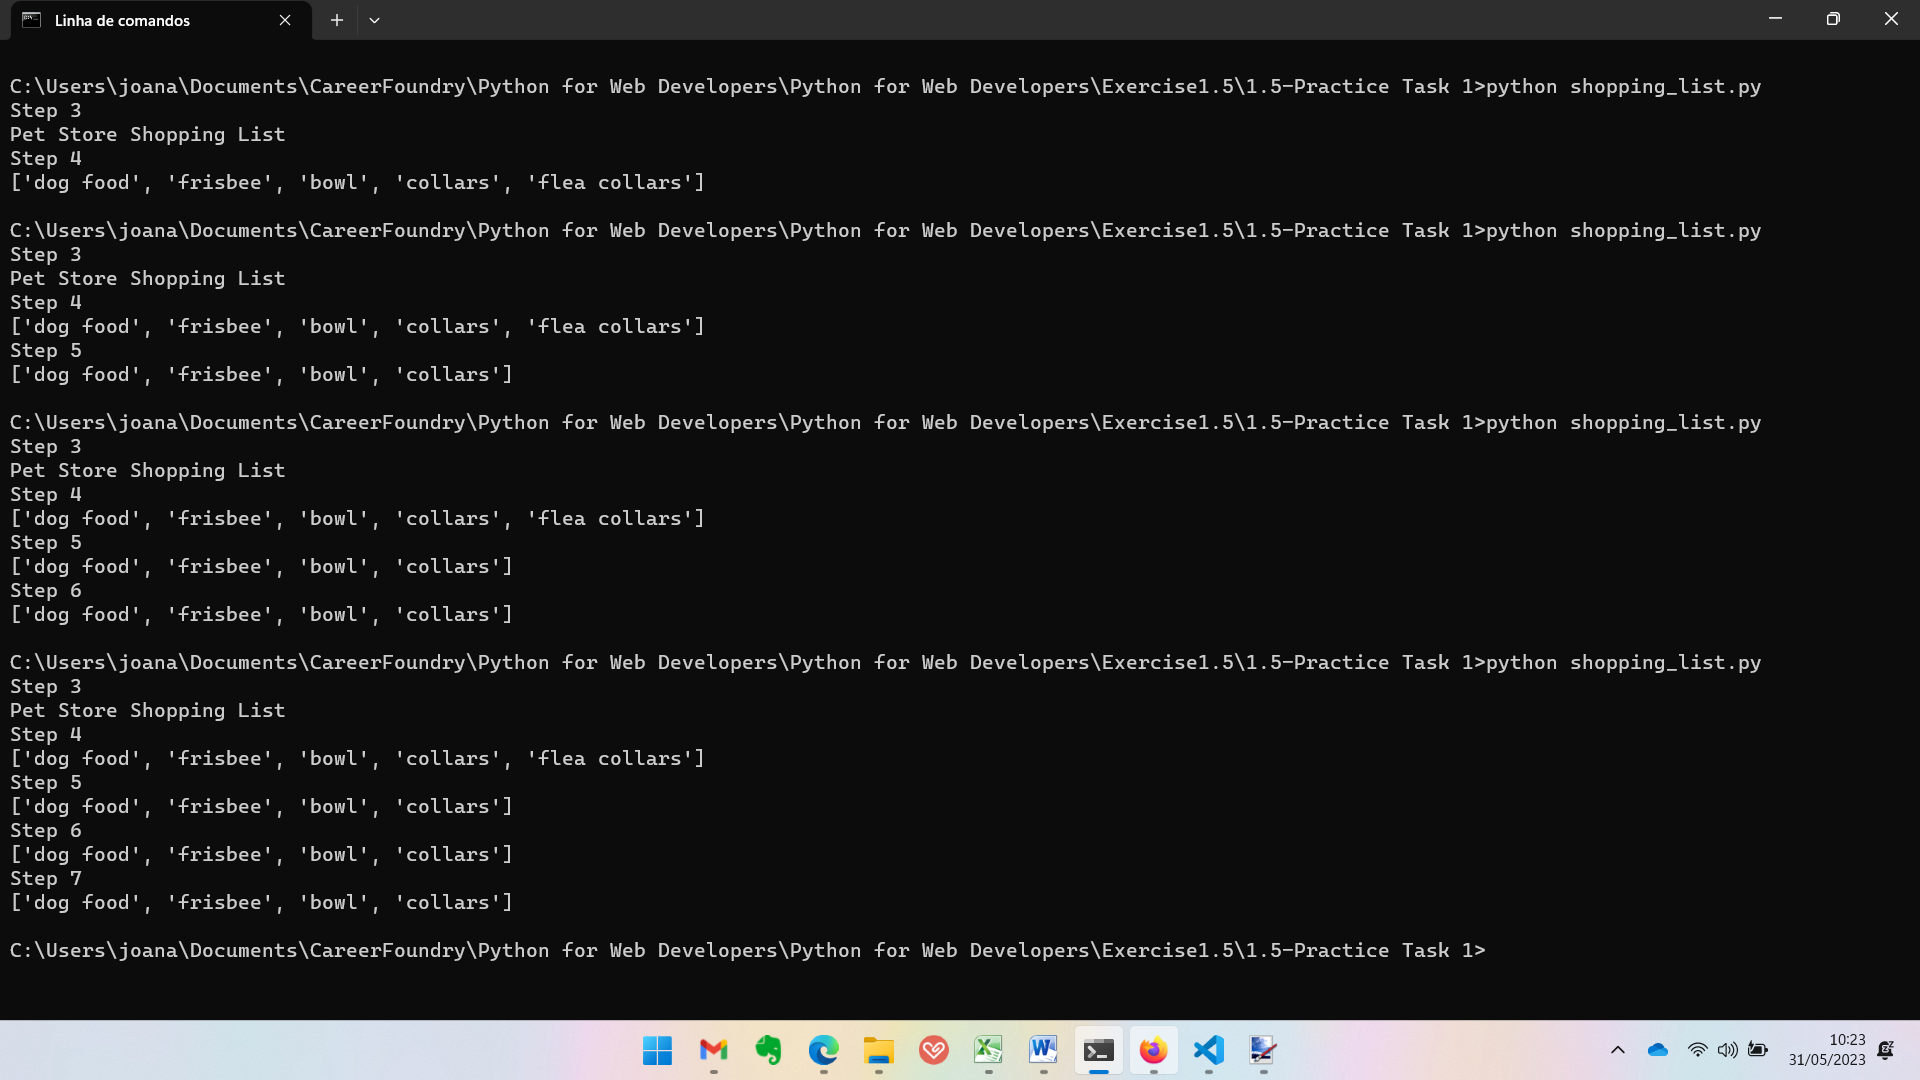 Linha de comandos
C:\Users\joana\Documents\CareerFoundry\Python for Web Developers\Python for Web Developers\Exercise1.5\1.5-Practice Task 1>python shopping_list.py
Step 3
Pet Store Shopping List
Step 4
['dog food', 'frisbee', 'bowl', 'collars', 'flea collars']
C:\Users\joana\Documents\CareerFoundry\Python for Web Developers\Python for Web Developers\Exercise1.5\1.5-Practice Task 1>python shopping_list.py
Step 3
Pet Store Shopping List
Step 4
['dog food', 'frisbee', 'bowl', 'collars', 'flea collars']
Step 5
['dog food', 'frisbee', 'bowl', 'collars']
C:\Users\joana\Documents\CareerFoundry\Python for Web Developers\Python for Web Developers\Exercise1.5\1.5-Practice Task 1>python shopping_list.py
Step 3
Pet Store Shopping List
Step 4
['dog food', 'frisbee', 'bowl', 'collars', 'flea collars']
Step 5
['dog food', 'frisbee', 'bowl', 'collars']
Step 6
['dog food', 'frisbee', 'bowl', 'collars']
C:\Users\joana\Documents\CareerFoundry\Python for Web Developers\Python for Web Developers\Exercise1.5\1.5-Practice Task 1>python shopping_list.py
Step 3
Pet Store Shopping List
Step 4
['dog food', 'frisbee', 'bowl', 'collars', 'flea collars']
Step 5
['dog food', 'frisbee', 'bowl', 'collars']
Step 6
['dog food', 'frisbee', 'bowl', 'collars']
Step 7
['dog food', 'frisbee', 'bowl', 'collars']
C:\Users\joana\Documents\CareerFoundry\Python for Web Developers\Python for Web Developers\Exercise1.5\1.5-Practice Task 1>
10:23
31/05/2023